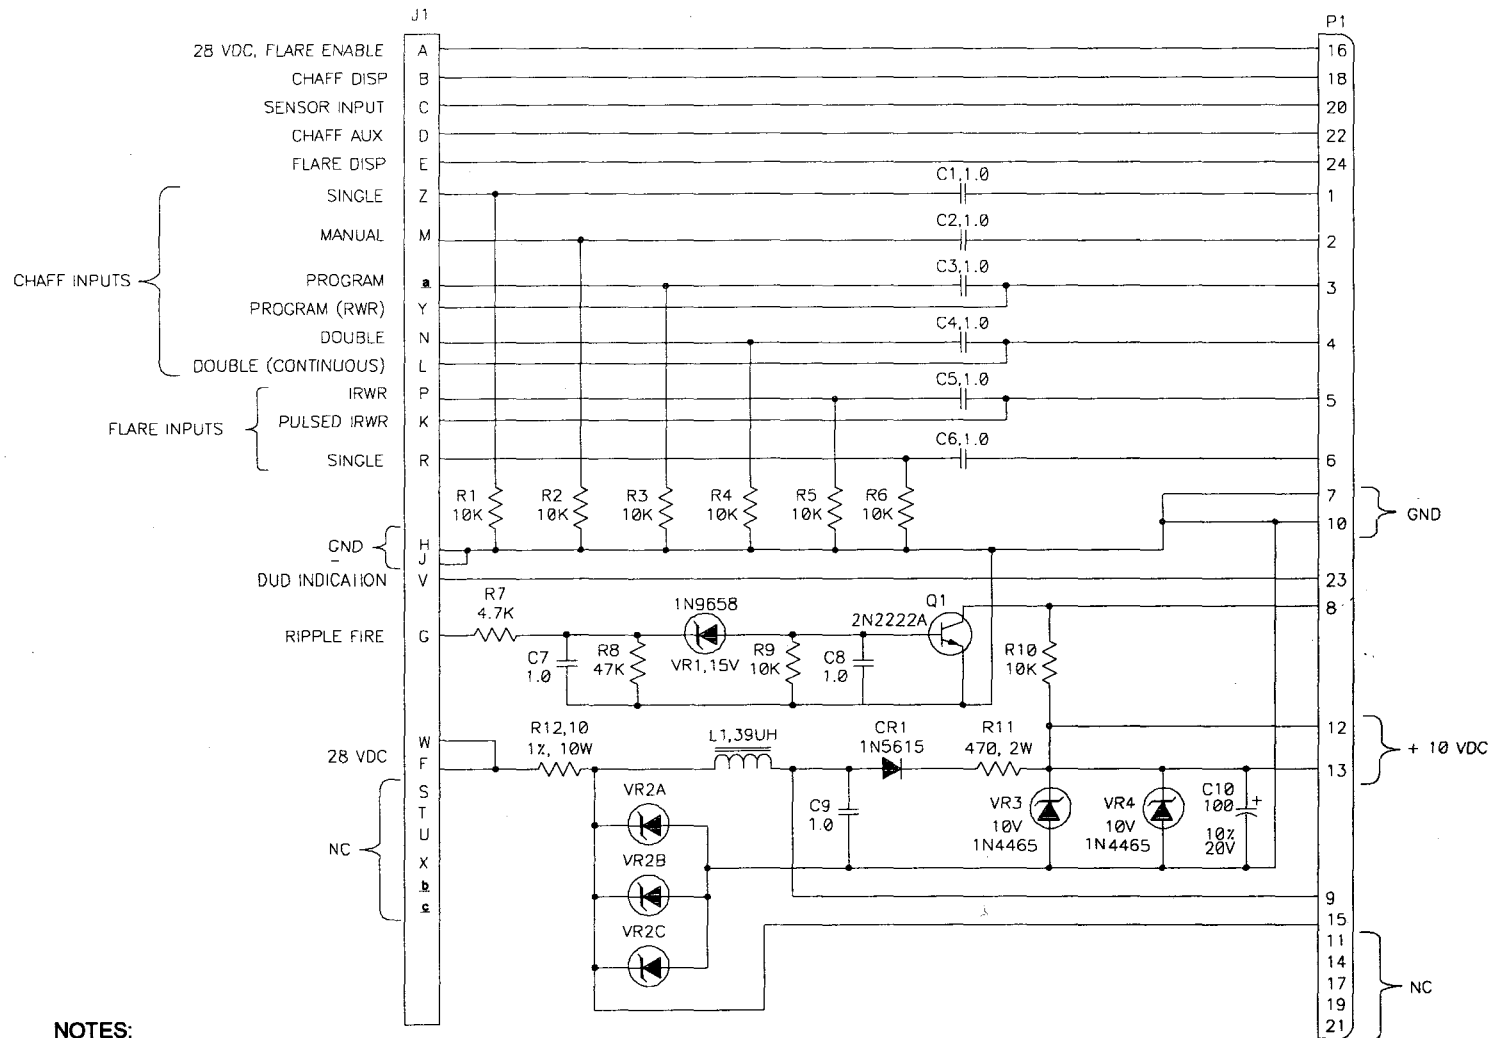 J1
P1
28 VDC, FLARE ENABLE A 16
CHAFF DISP B 18
SENSOR INPUT C 20
CHAFF AUX D 22
FLARE DISP E 24
C1,1.0
SINGLE Z 1
C2,1.0
MANUAL M 2
C3,1.0
CHAFF INPUTS
PROGRAM a 3
PROGRAM (RWR) Y
C4,1.0
DOUBLE N 4
DOUBLE (CONTINUOUS) L
C5,1.0
IRWR P 5
FLARE INPUTS
PULSED IRWR K
C6,1.0
SINGLE R 6
R1 10K
R2 10K
R3 10K
R4 10K
R5 10K
R6 10K
7
10
GND
GND H
J
DUD INDICATION V 23
8
R7
4.7K
1N9658
Q1
2N2222A
RIPPLE FIRE G
C7
1.0
R8
47K
VR1,15V
R9
10K
C8
1.0
R10
10K
12
R12,10
1%, 10W
L1,39UH
CR1
1N5615
R11
470, 2W
+ 10 VDC
W
28 VDC
F 13
S
T
U
X
b
c
NC
VR2A
VR2B
VR2C
C9
1.0
VR3
10V
1N4465
VR4
10V
1N4465
C10
100
+
10%
20V
9
15
11
14
17
19
21
NC
NOTES: